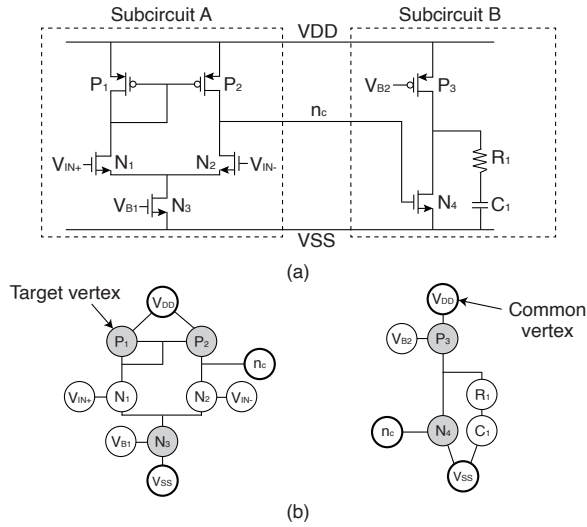 Subcircuit A
Subcircuit B
VDD
P1
P2
VB2
P3
nc
R1
VIN+
N1
N2
VIN-
VB1
N3
N4
C1
VSS
(a)
Target vertex
VDD
P1
P2
nc
VIN+
N1
N2
VIN-
VB1
N3
VSS
VDD
Common
vertex
VB2
P3
R1
nc
N4
C1
VSS
(b)